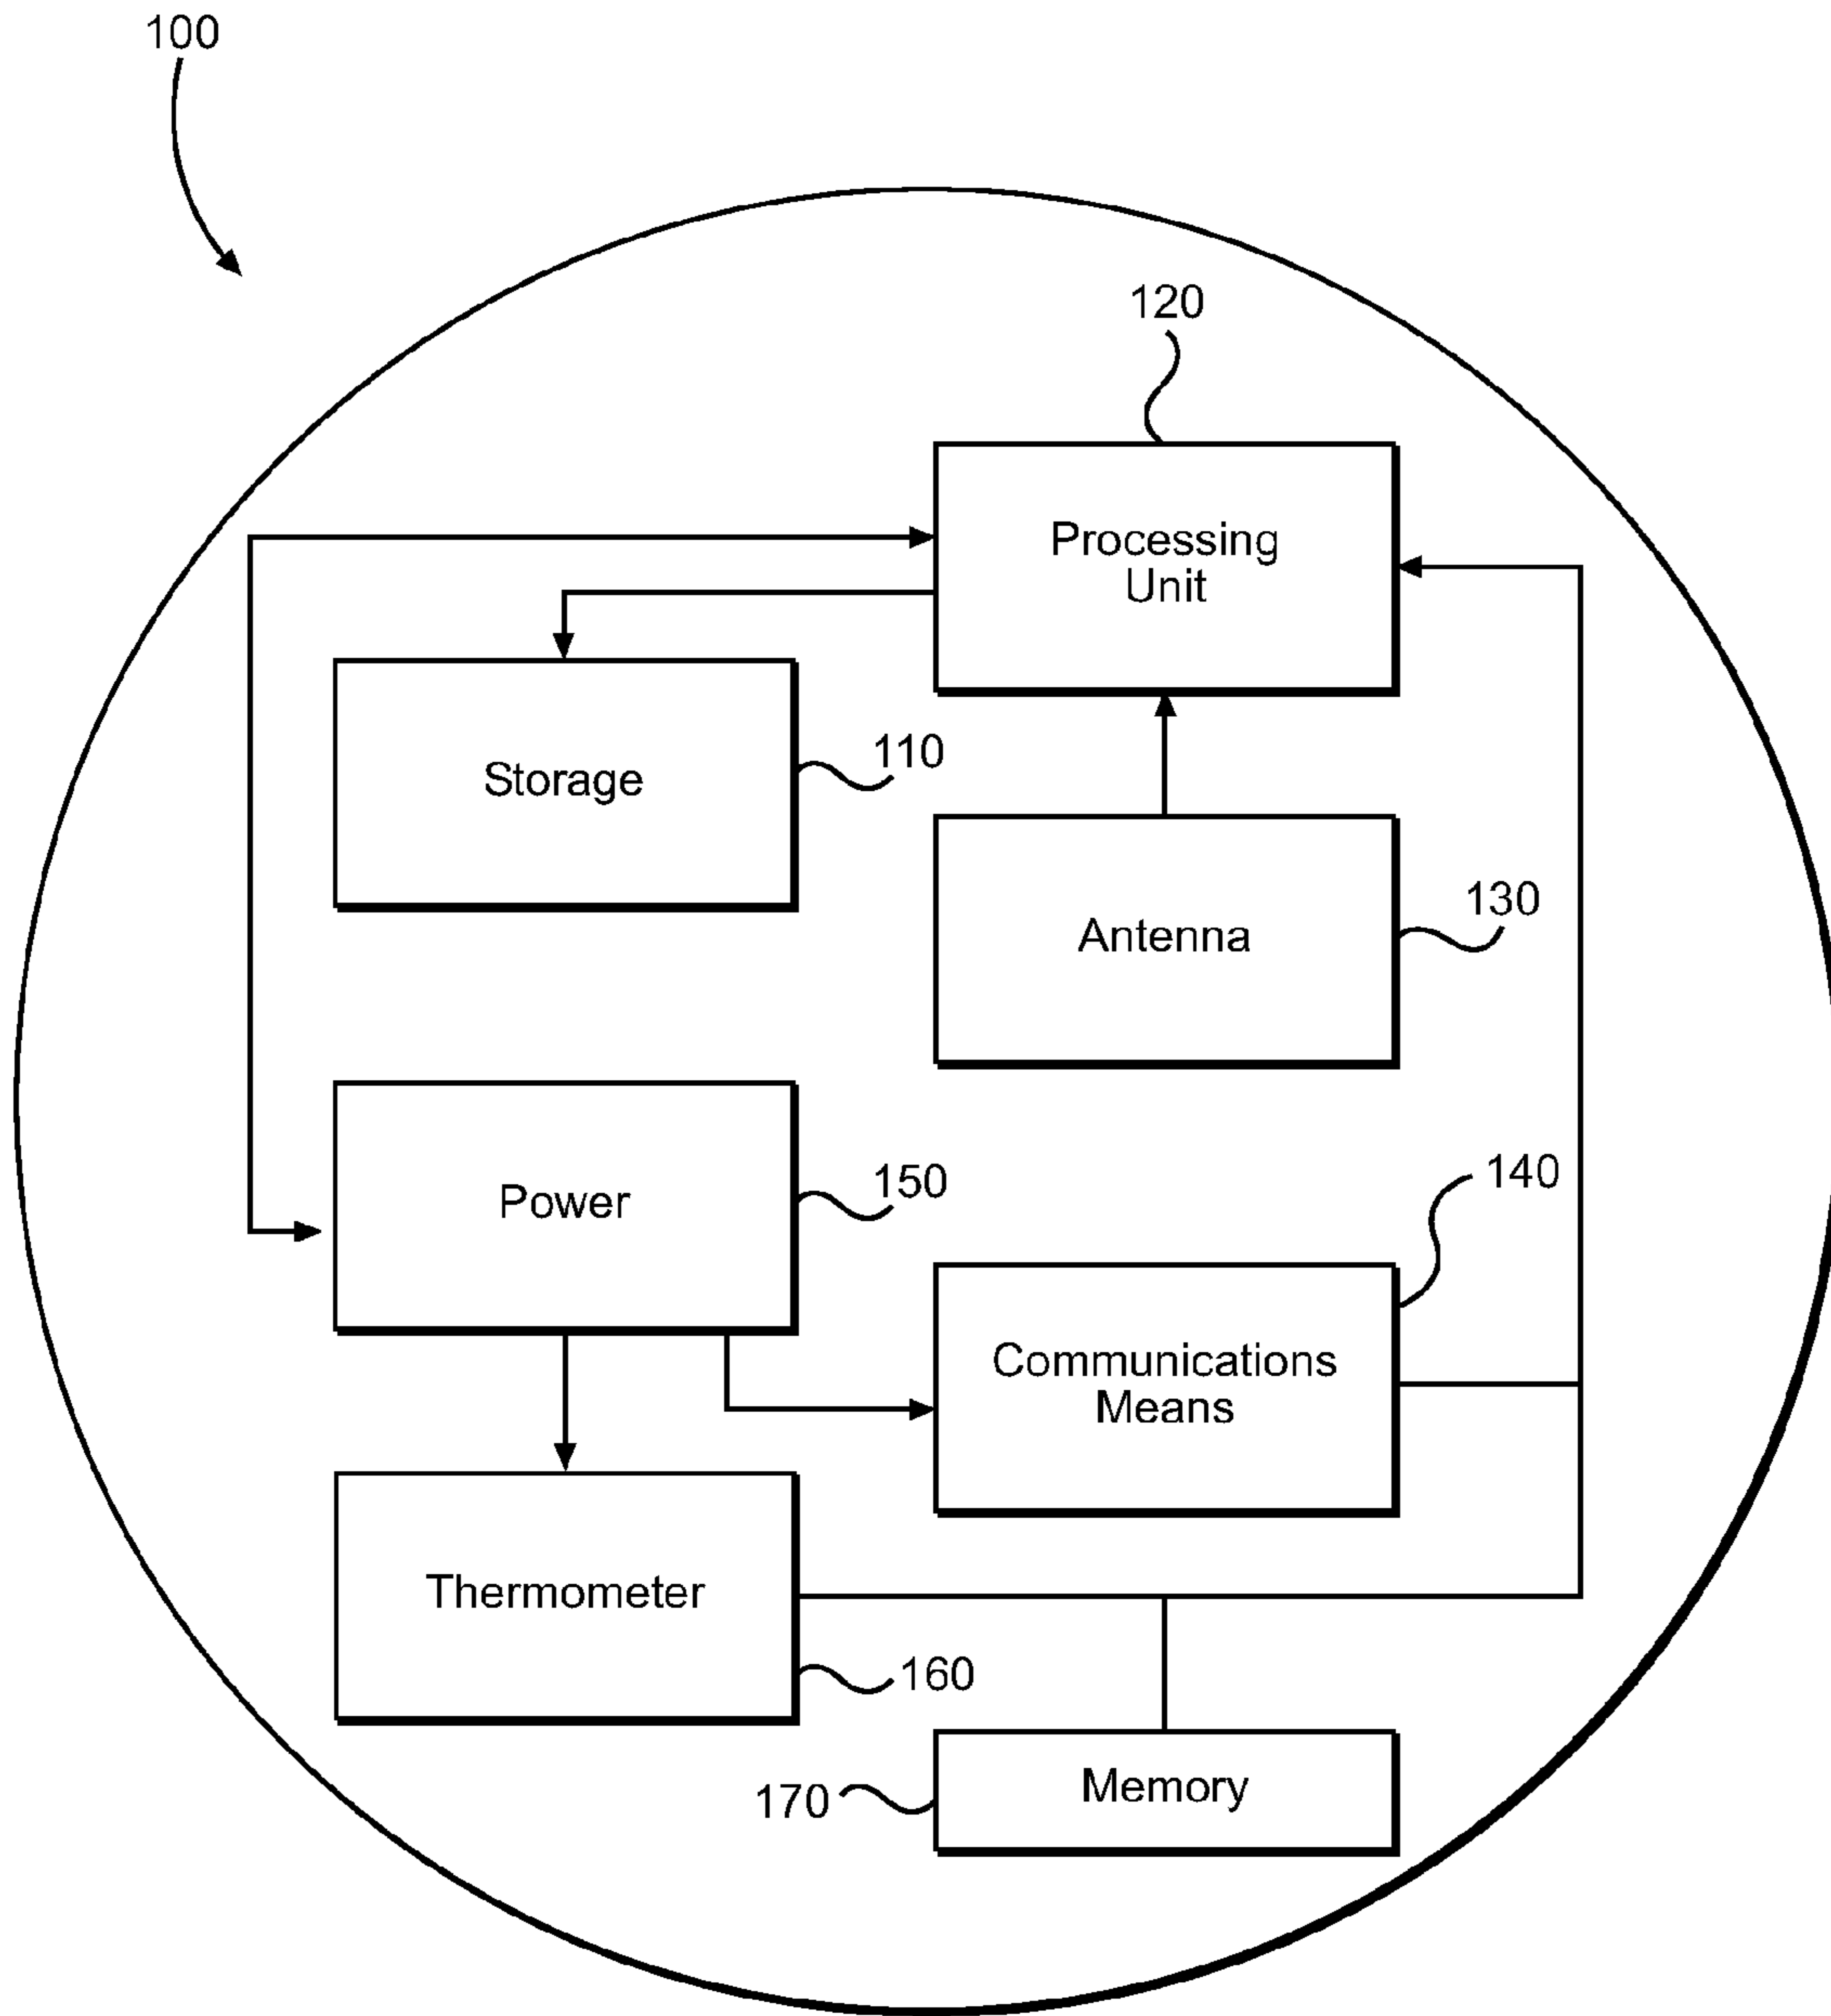 100
120
Processing
Unit
110
Storage
130
Antenna
150
Power
140
Communications
Means
Thermometer
160
170
Memory